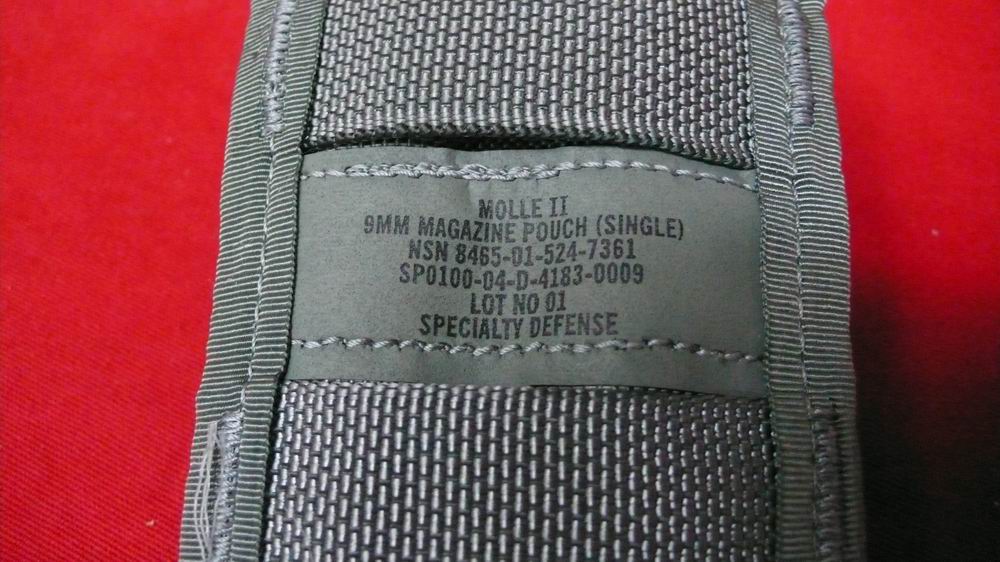 MOLLE II
9MM MAGAZINE POUCH (SINGLE)
NSN 8465-01-524-7361
SP0100-04-D-4183-0009
LOT NO 01
SPECIALTY DEFENSE